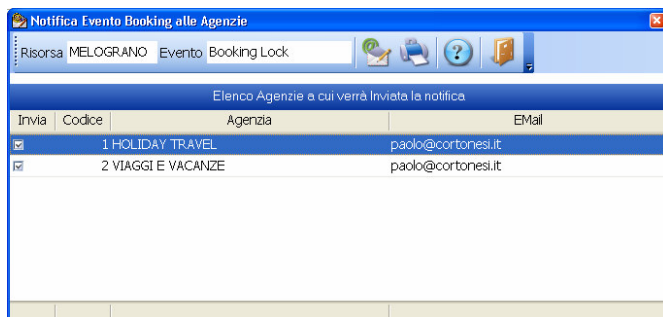 Notifica Evento Booking alle Agenzie
Risorsa MELOGRANO Evento Booking Lock
Elenco Agenzie a cui verrà Inviata la notifica
Invia Codice Agenzia EMail
1 HOLIDAY TRAVEL paolo@cortonesi.it
2 VIAGGI E VACANZE paolo@cortonesi.it